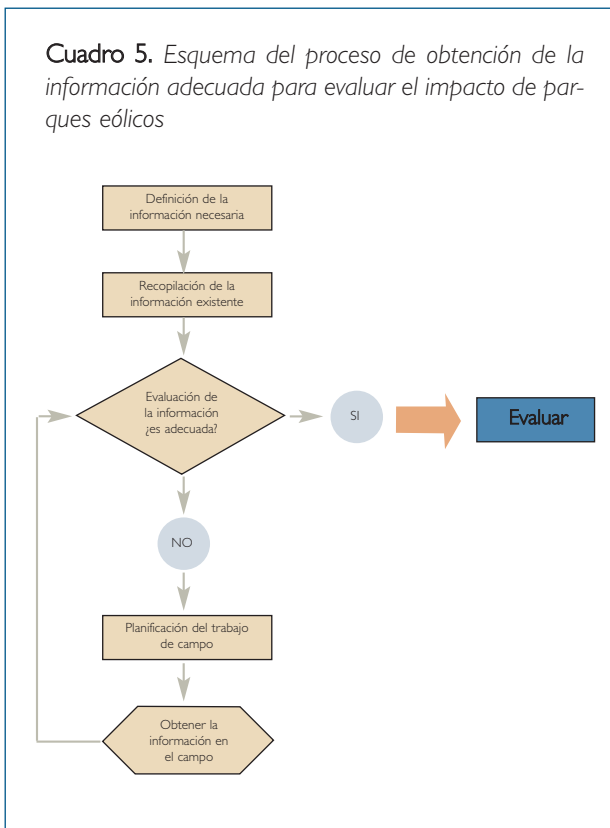 Cuadro 5. Esquema del proceso de obtención de la
información adecuada para evaluar el impacto de par-
ques eólicos
Definición de la
información necesaria
Recopilación de la
información existente
Evaluación de
la información
¿es adecuada?
SI
Evaluar
NO
Planificación del trabajo
de campo
Obtener la
información en
el campo